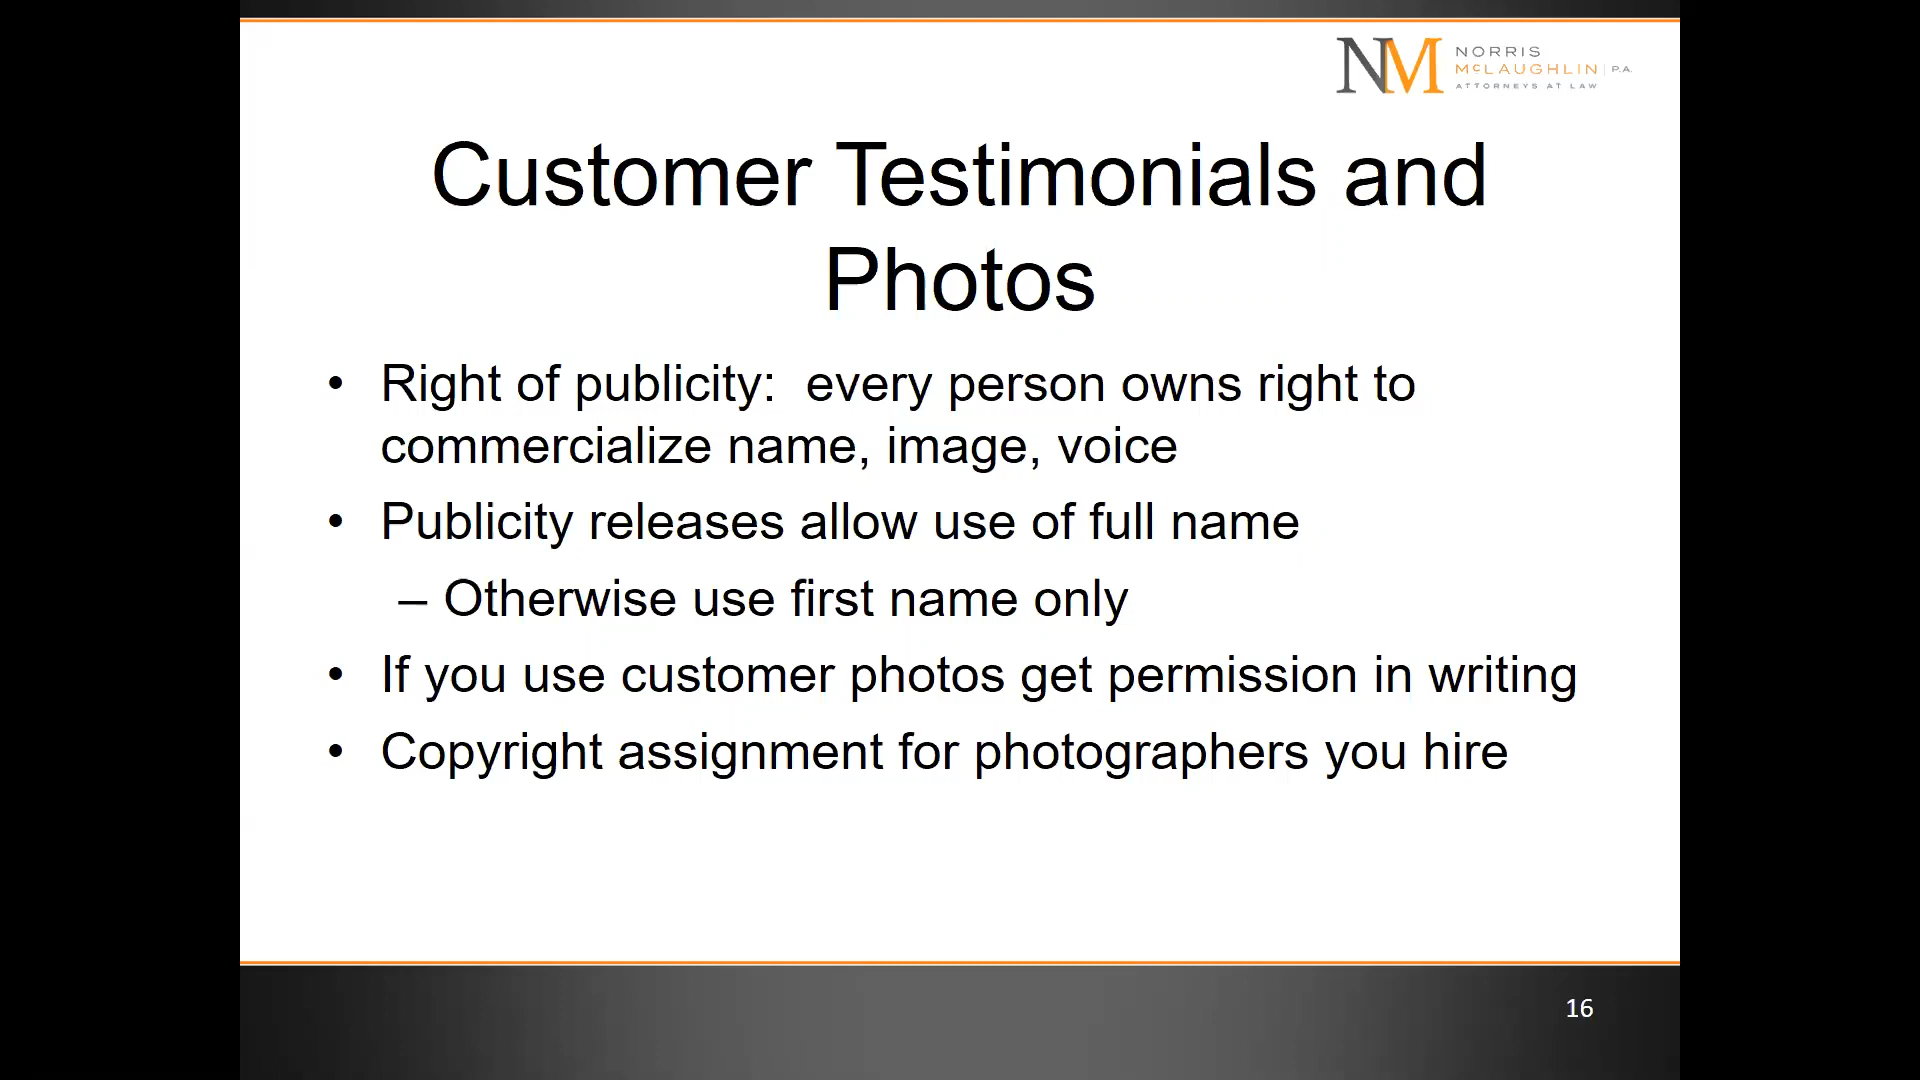 NM NORRIS
McLAUGHLIN | P.A.
ATTORNEYS AT LAW
Customer Testimonials and
Photos
• Right of publicity:  every person owns right to
commercialize name, image, voice
• Publicity releases allow use of full name
– Otherwise use first name only
• If you use customer photos get permission in writing
• Copyright assignment for photographers you hire
16